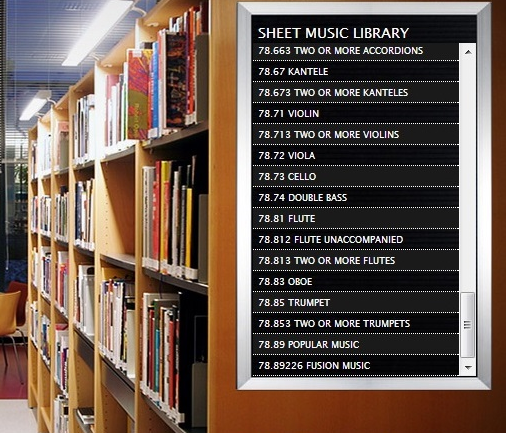 SHEET MUSIC LIBRARY
78.663 TWO OR MORE ACCORDIONS
78.67 KANTELE
78.673 TWO OR MORE KANTELES
78.71 VIOLIN
78.713 TWO OR MORE VIOLINS
78.72 VIOLA
78.73 CELLO
78.74 DOUBLE BASS
78.81 FLUTE
78.812 FLUTE UNACCOMPANIED
78.813 TWO OR MORE FLUTES
78.83 OBOE
78.85 TRUMPET
78.853 TWO OR MORE TRUMPETS
78.89 POPULAR MUSIC
78.89226 FUSION MUSIC